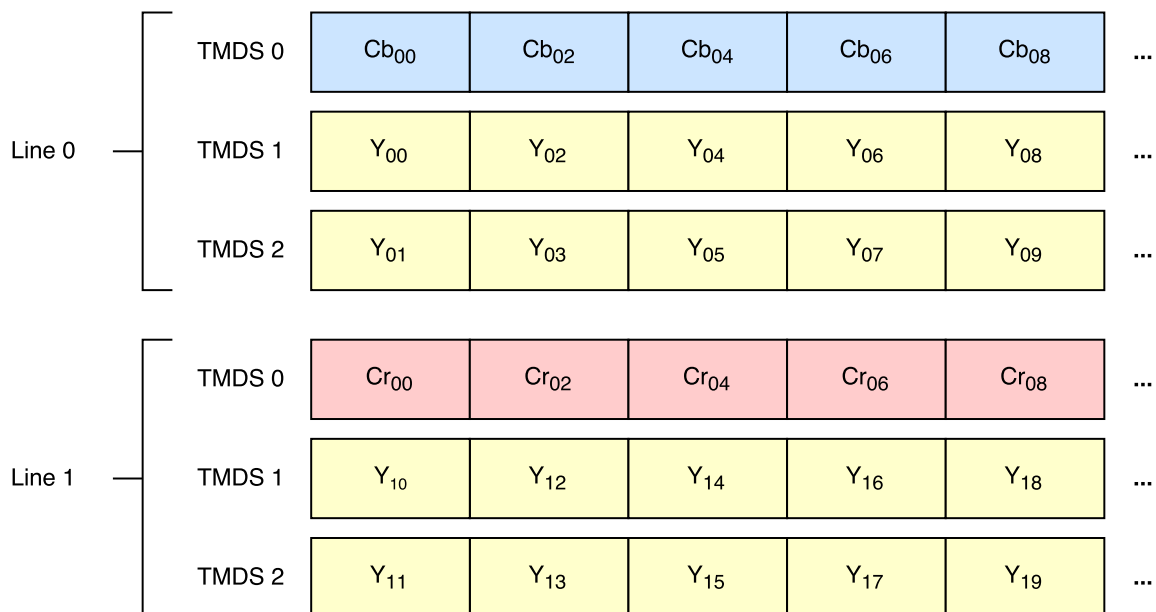 TMDS 0 Cb00 Cb02 Cb04 Cb06 Cb08 ...
Line 0 TMDS 1 Y00 Y02 Y04 Y06 Y08 ...
TMDS 2 Y01 Y03 Y05 Y07 Y09 ...
TMDS 0 Cr00 Cr02 Cr04 Cr06 Cr08 ...
Line 1 TMDS 1 Y10 Y12 Y14 Y16 Y18 ...
TMDS 2 Y11 Y13 Y15 Y17 Y19 ...